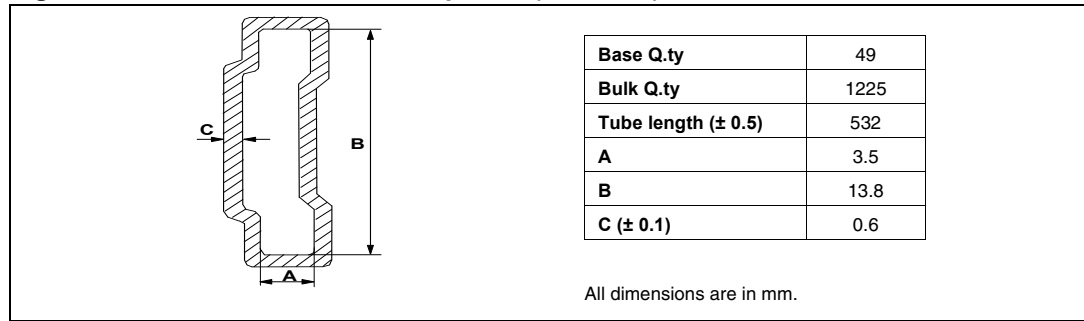 C
B
A
Base Q.ty 49
Bulk Q.ty 1225
Tube length (± 0.5) 532
A 3.5
B 13.8
C (± 0.1) 0.6
All dimensions are in mm.